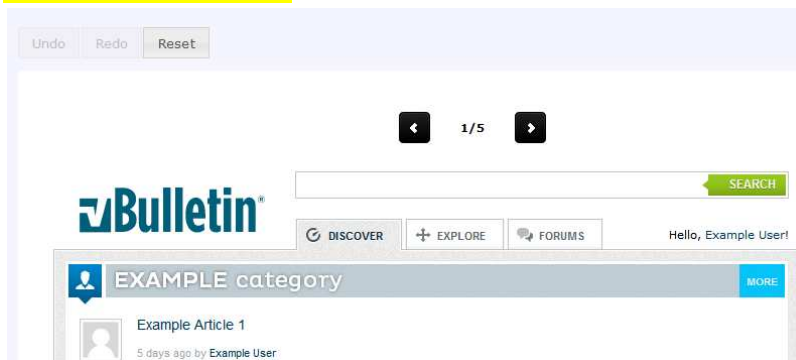 Undo Redo Reset
1/5
SEARCH
vBulletin®
DISCOVER EXPLORE FORUMS Hello, Example User!
EXAMPLE category MORE
Example Article 1
5 days ago by Example User